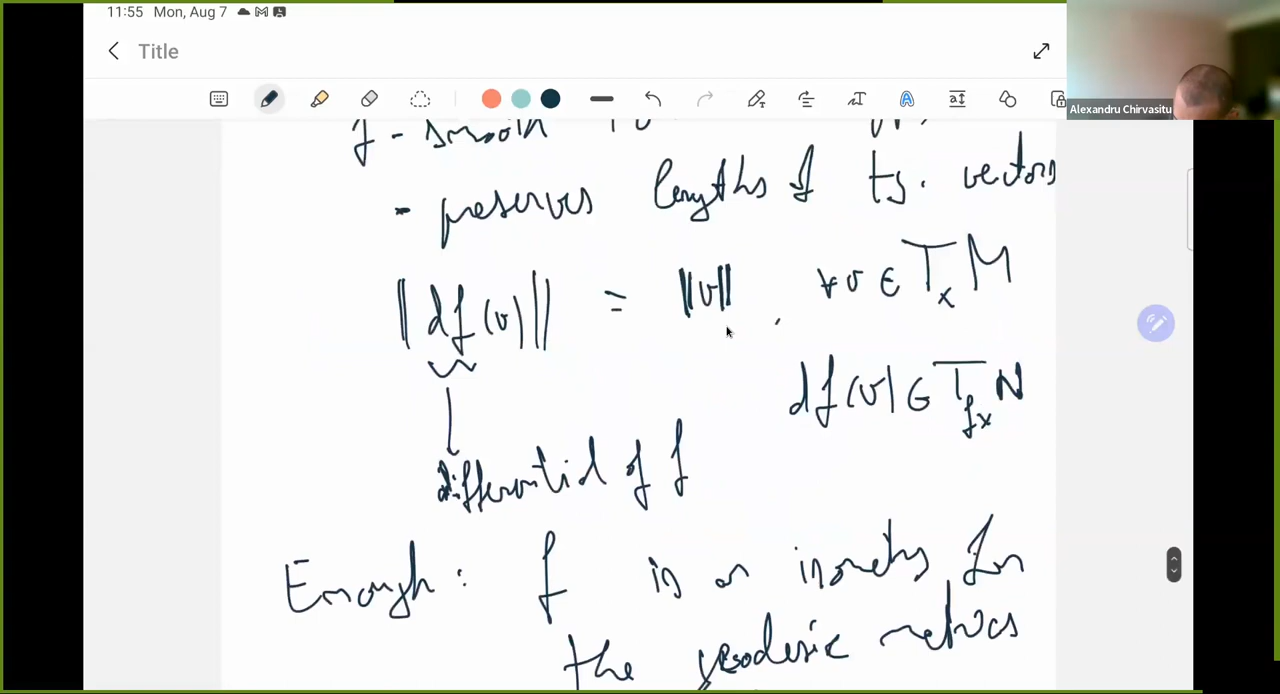 11:55 Mon, Aug 7
Title
Alexandru Chirvasitu
f - smooth
- preserves lengths of tg. vectors
‖df(v)‖ = ‖v‖, ∀v ∈ T_x M
df(v) ∈ T_{fx} N
differential of f
Enough: f is an isometry for
the geodesic metrics